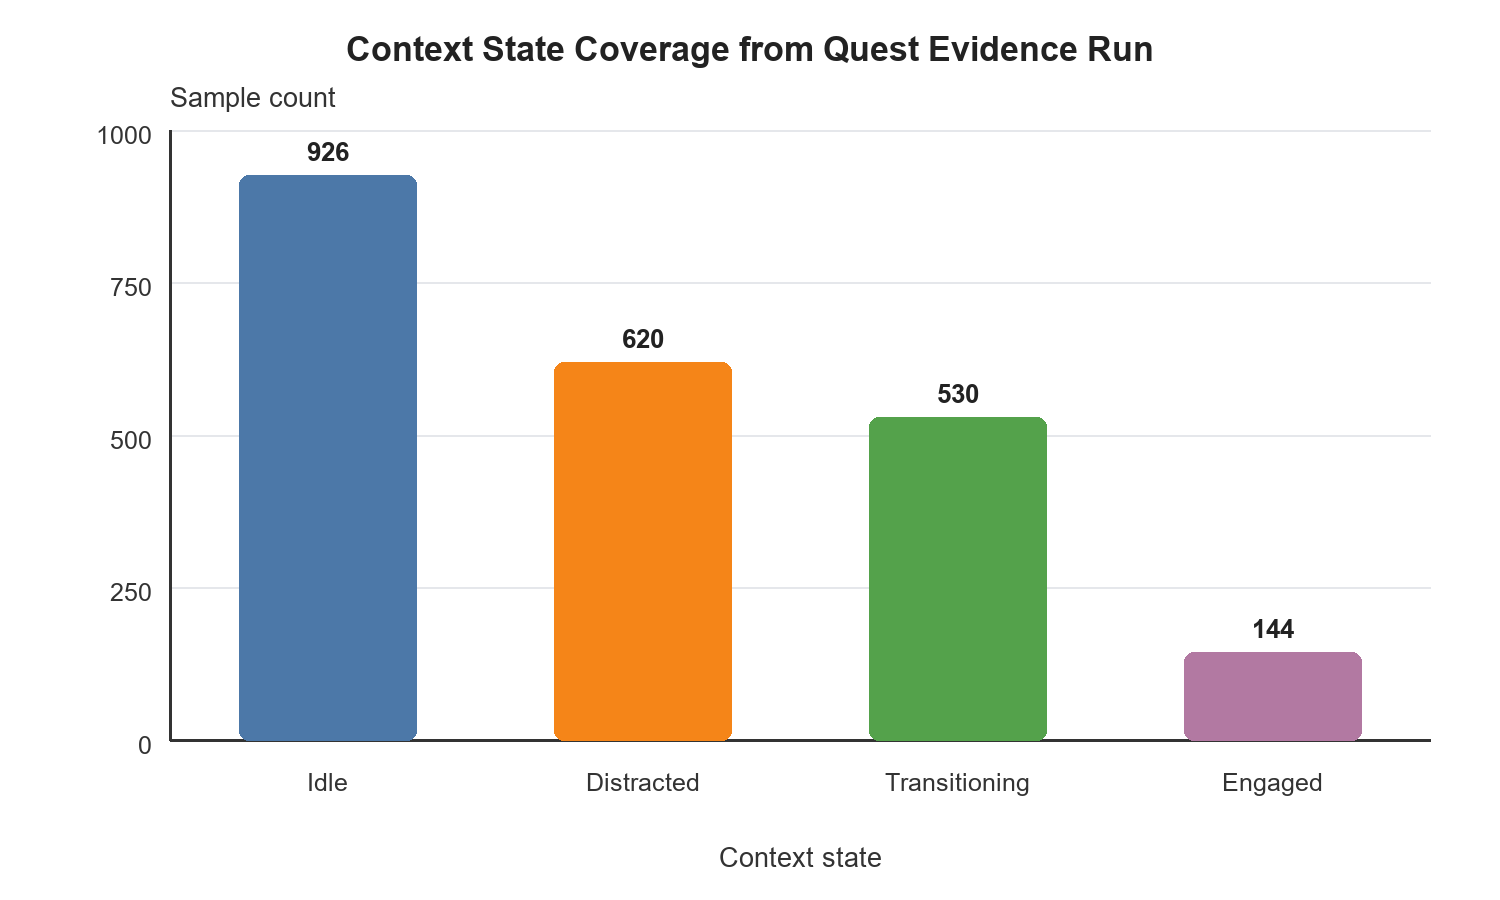 Context State Coverage from Quest Evidence Run
Sample count
1000
926
750
620
530
500
250
144
0
Idle Distracted Transitioning Engaged
Context state